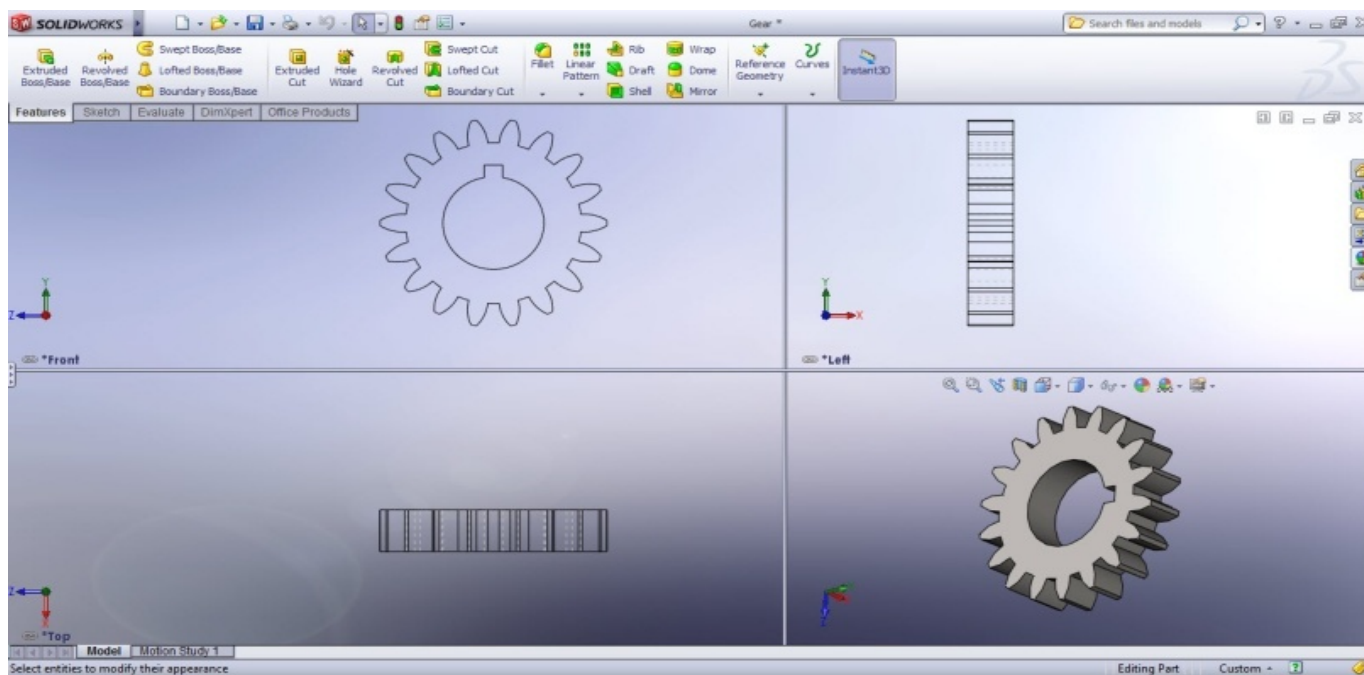 SOLIDWORKS
Gear *
Search files and models
Extruded Boss/Base
Revolved Boss/Base
Swept Boss/Base
Lofted Boss/Base
Boundary Boss/Base
Extruded Cut
Hole Wizard
Revolved Cut
Swept Cut
Lofted Cut
Boundary Cut
Fillet
Linear Pattern
Rib
Draft
Shell
Wrap
Dome
Mirror
Reference Geometry
Curves
Instant3D
Features Sketch Evaluate DimXpert Office Products
Y
Z
*Front
Y
X
*Left
Z
X
*Top
Model Motion Study 1
Select entities to modify their appearance
Editing Part
Custom